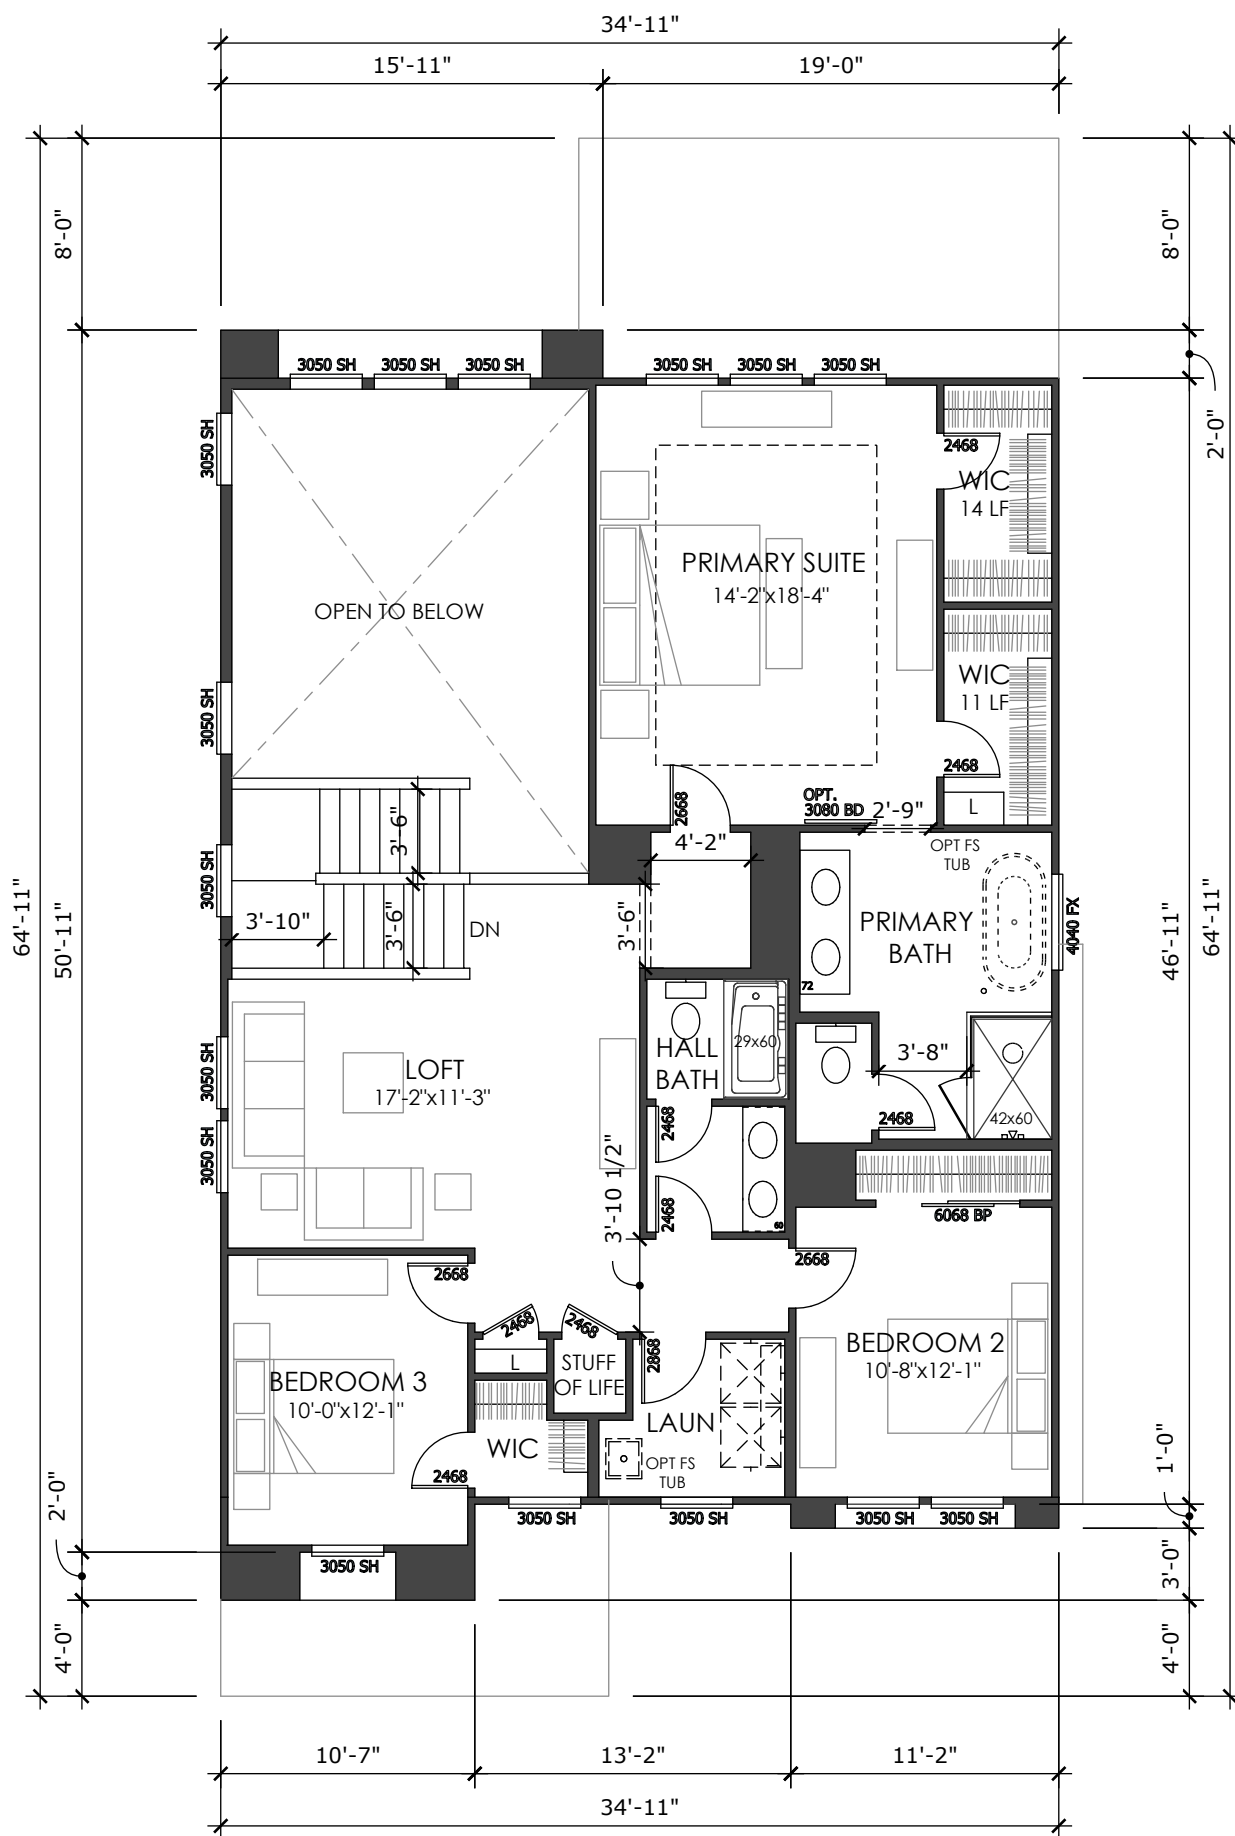 34'-11"
15'-11"
19'-0"
8'-0"
8'-0"
3050 SH
3050 SH
3050 SH
3050 SH
3050 SH
3050 SH
2'-0"
3050 SH
2468
WIC
14 LF
PRIMARY SUITE
14'-2"x18'-4"
OPEN TO BELOW
WIC
11 LF
3050 SH
2468
OPT.
3080 BD
2668
2'-9"
L
3'-6"
4'-2"
OPT FS
TUB
3050 SH
64'-11"
50'-11"
3'-10"
3'-6"
DN
3'-6"
PRIMARY
BATH
4040 FX
46'-11"
64'-11"
72
HALL
BATH
29x60
3'-8"
LOFT
17'-2"x11'-3"
3050 SH
2468
42x60
2468
3050 SH
3'-10 1/2"
2468
60
6068 BP
2668
2668
2468
2468
2868
BEDROOM 2
10'-8"x12'-1"
L
STUFF
OF LIFE
BEDROOM 3
10'-0"x12'-1"
LAUN
WIC
2468
OPT FS
TUB
1'-0"
2'-0"
3050 SH
3050 SH
3050 SH
3050 SH
3050 SH
3'-0"
4'-0"
4'-0"
10'-7"
13'-2"
11'-2"
34'-11"